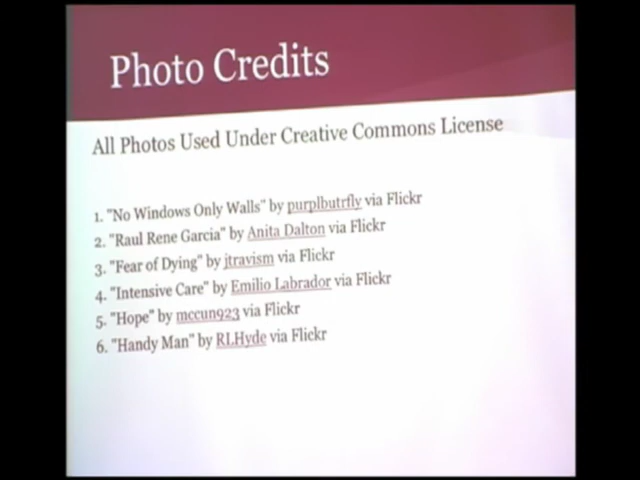 Photo Credits
All Photos Used Under Creative Commons License
1. "No Windows Only Walls" by purplbutrfly via Flickr
2. "Raul Rene Garcia" by Anita Dalton via Flickr
3. "Fear of Dying" by jtravism via Flickr
4. "Intensive Care" by Emilio Labrador via Flickr
5. "Hope" by mccun923 via Flickr
6. "Handy Man" by RLHyde via Flickr